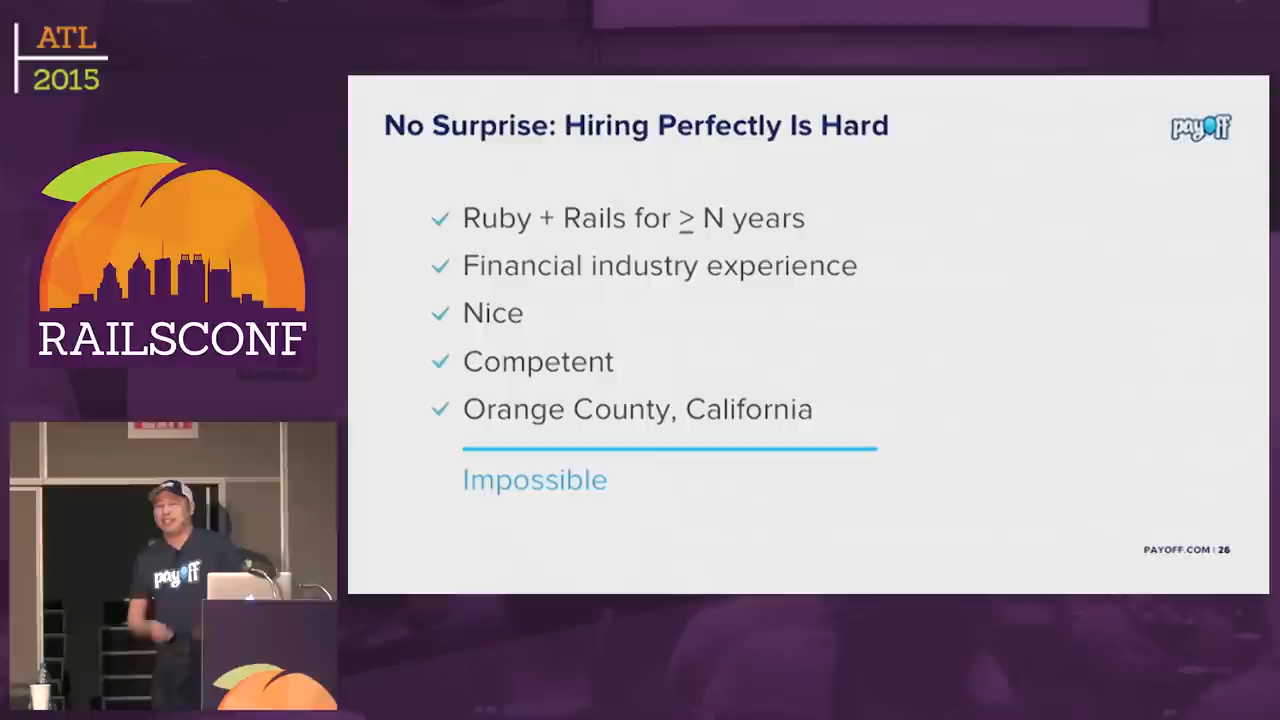 ATL
2015
RAILSCONF
No Surprise: Hiring Perfectly Is Hard
payoff
Ruby + Rails for ≥ N years
Financial industry experience
Nice
Competent
Orange County, California
Impossible
PAYOFF.COM | 26
payoff